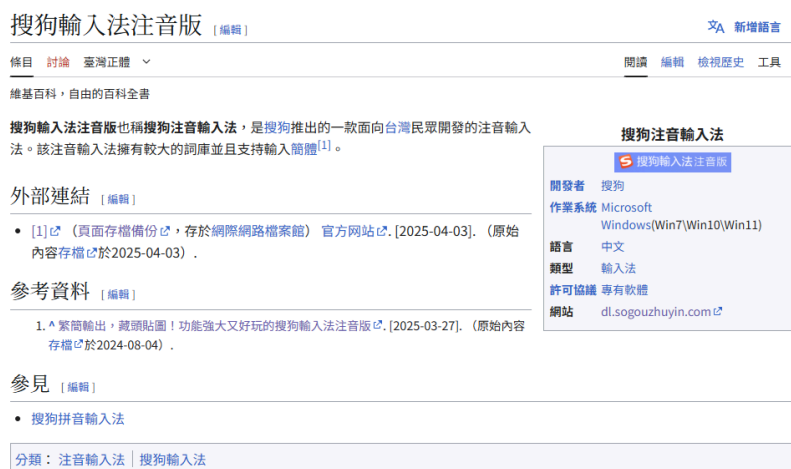 搜狗輸入法注音版 [編輯]
文A 新增語言
條目 討論 臺灣正體
閱讀 編輯 檢視歷史 工具
維基百科，自由的百科全書
搜狗輸入法注音版也稱搜狗注音輸入法，是搜狗推出的一款面向台灣民眾開發的注音輸入
法。該注音輸入法擁有較大的詞庫並且支持輸入簡體[1]。
外部連結 [編輯]
• [1] （頁面存檔備份，存於網際網路檔案館） 官方网站. [2025-04-03]. （原始
內容存檔於2025-04-03）.
參考資料 [編輯]
1. ^ 繁簡輸出，藏頭貼圖！功能強大又好玩的搜狗輸入法注音版. [2025-03-27]. （原始內容
存檔於2024-08-04）.
參見 [編輯]
• 搜狗拼音輸入法
搜狗注音輸入法
S 搜狗輸入法注音版
開發者 搜狗
作業系統 Microsoft
Windows(Win7\Win10\Win11)
語言 中文
類型 輸入法
許可協議 專有軟體
網站 dl.sogouzhuyin.com
分類： 注音輸入法 | 搜狗輸入法